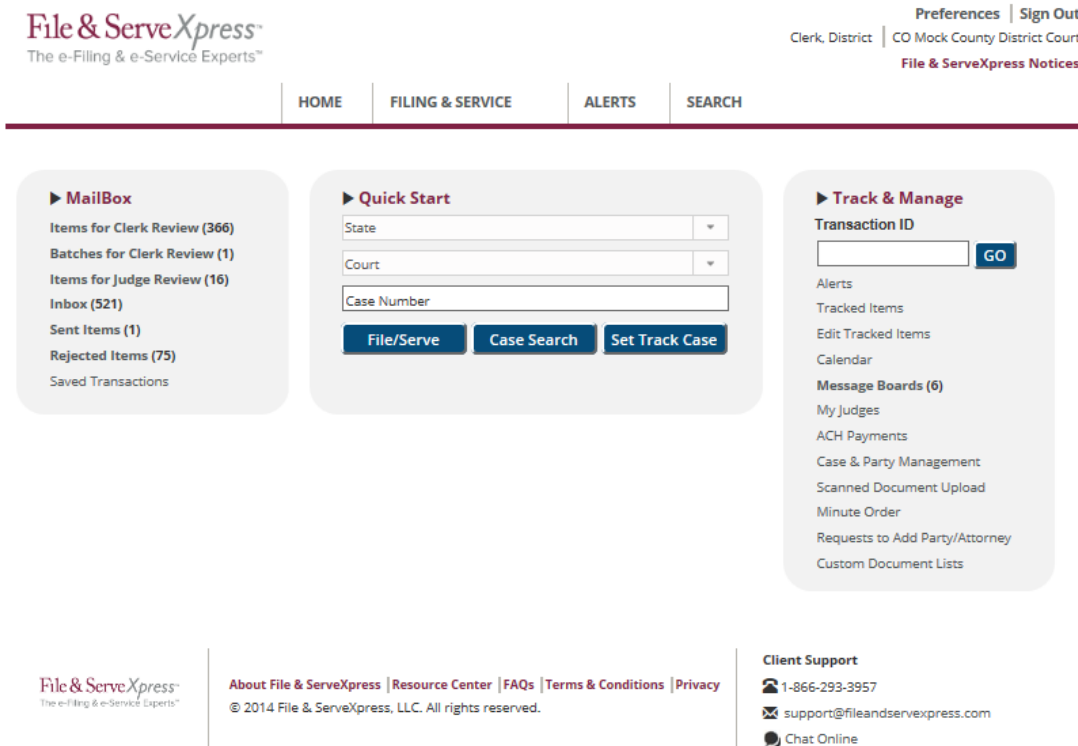 File & ServeXpress™
The e-Filing & e-Service Experts™
Preferences | Sign Out
Clerk, District | CO Mock County District Court
File & ServeXpress Notices
HOME
FILING & SERVICE
ALERTS
SEARCH
MailBox
Items for Clerk Review (366)
Batches for Clerk Review (1)
Items for Judge Review (16)
Inbox (521)
Sent Items (1)
Rejected Items (75)
Saved Transactions
Quick Start
State
Court
Case Number
File/Serve
Case Search
Set Track Case
Track & Manage
Transaction ID
GO
Alerts
Tracked Items
Edit Tracked Items
Calendar
Message Boards (6)
My Judges
ACH Payments
Case & Party Management
Scanned Document Upload
Minute Order
Requests to Add Party/Attorney
Custom Document Lists
File & ServeXpress™
The e-Filing & e-Service Experts™
About File & ServeXpress | Resource Center | FAQs | Terms & Conditions | Privacy
© 2014 File & ServeXpress, LLC. All rights reserved.
Client Support
1-866-293-3957
support@fileandservexpress.com
Chat Online